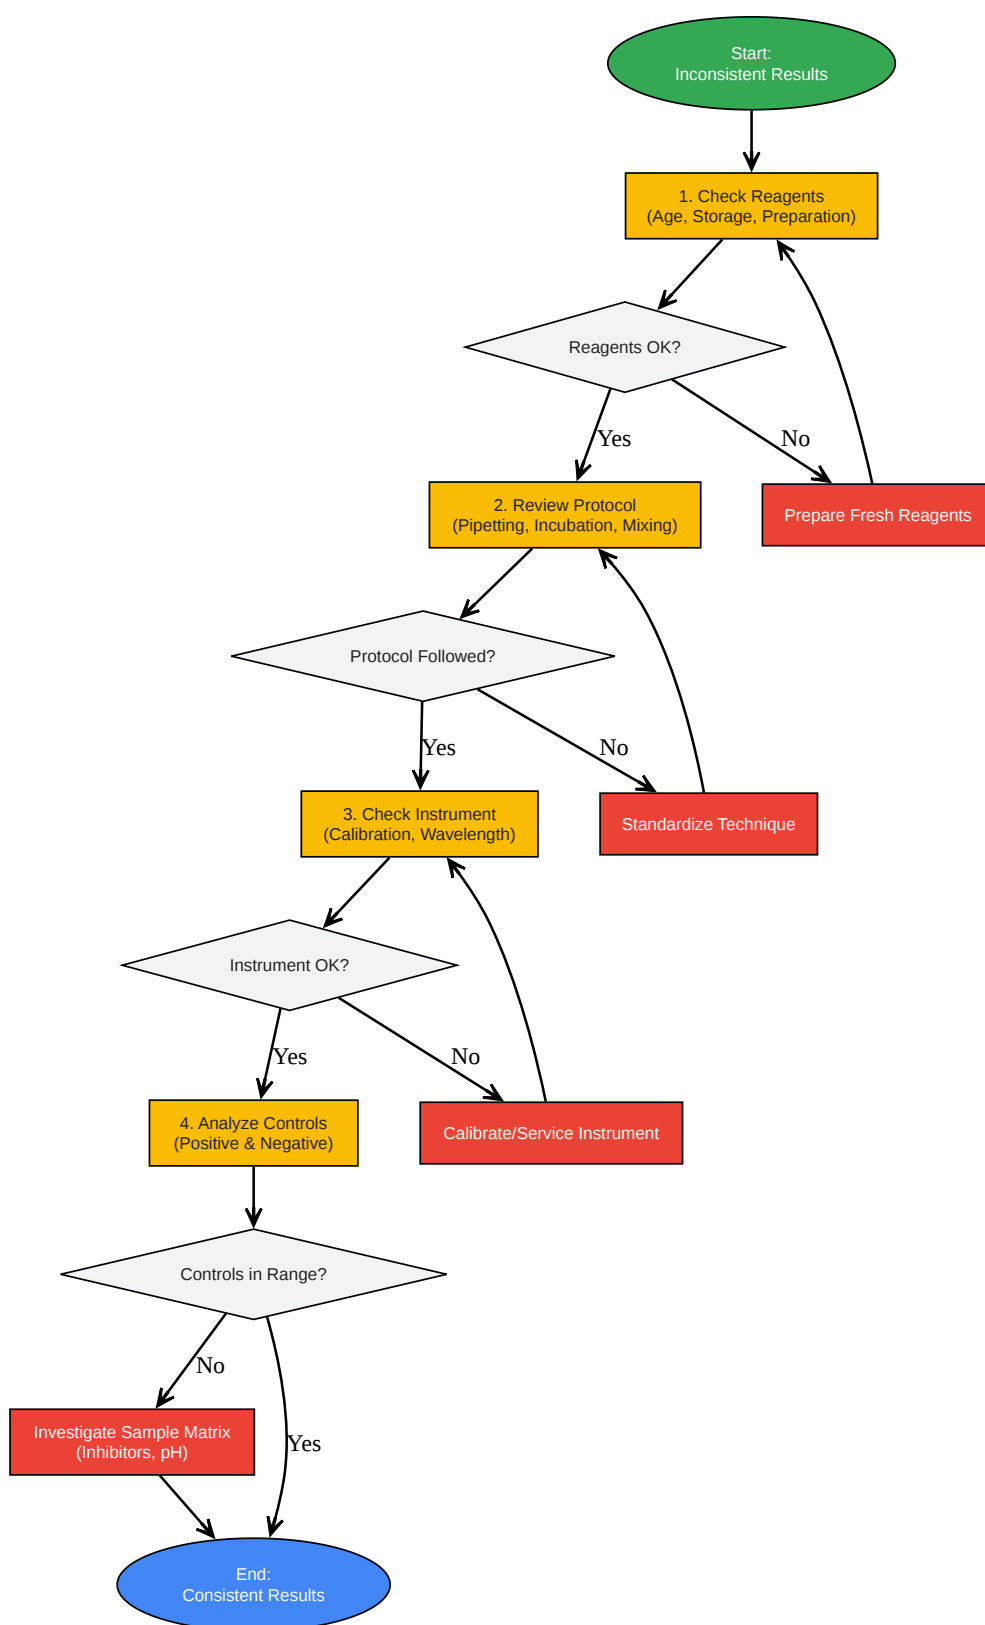 Start:
Inconsistent Results
1. Check Reagents
(Age, Storage, Preparation)
Reagents OK?
Yes
No
2. Review Protocol
(Pipetting, Incubation, Mixing)
Prepare Fresh Reagents
Protocol Followed?
Yes
No
3. Check Instrument
(Calibration, Wavelength)
Standardize Technique
Instrument OK?
Yes
No
4. Analyze Controls
(Positive & Negative)
Calibrate/Service Instrument
Controls in Range?
No
Investigate Sample Matrix
(Inhibitors, pH)
Yes
End:
Consistent Results